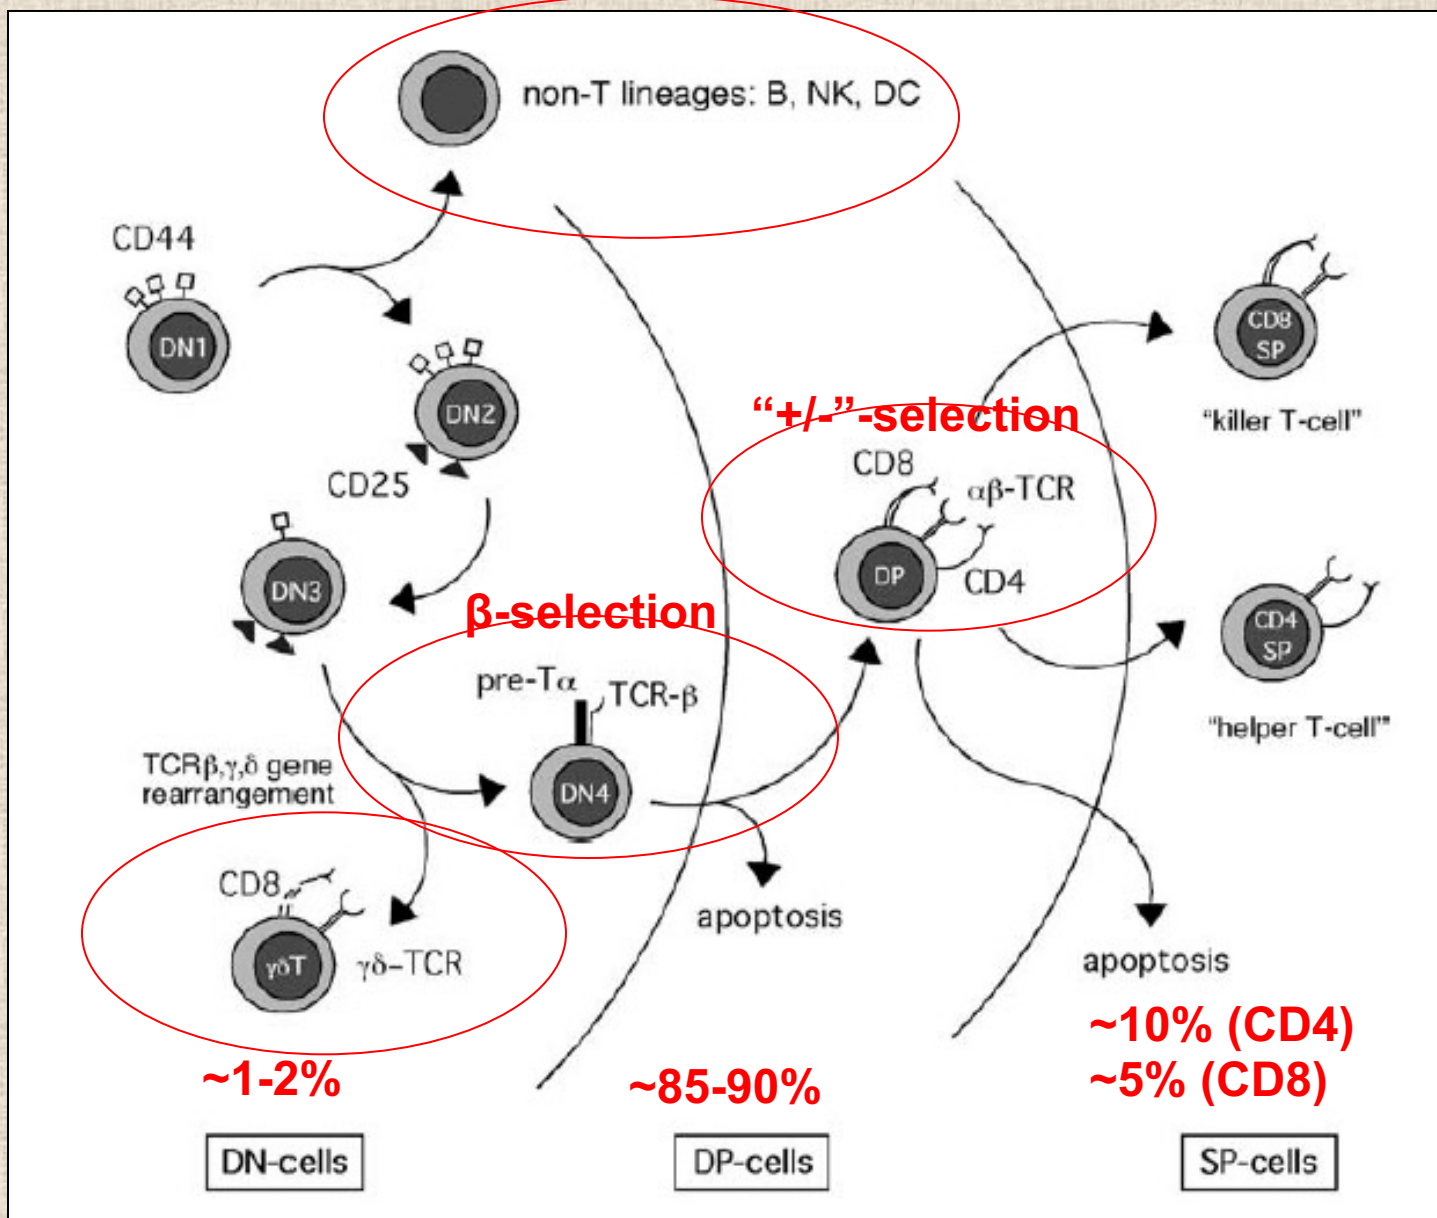 non-T lineages: B, NK, DC
CD44
DN1
DN2
CD25
DN3
β-selection
pre-Tα
TCR-β
TCRβ,γ,δ gene
rearrangement
DN4
CD8
γδT
γδ-TCR
apoptosis
"+/-"-selection
CD8
αβ-TCR
DP
CD4
CD8
SP
"killer T-cell"
CD4
SP
"helper T-cell"'
apoptosis
~10% (CD4)
~5% (CD8)
~1-2%
~85-90%
DN-cells
DP-cells
SP-cells